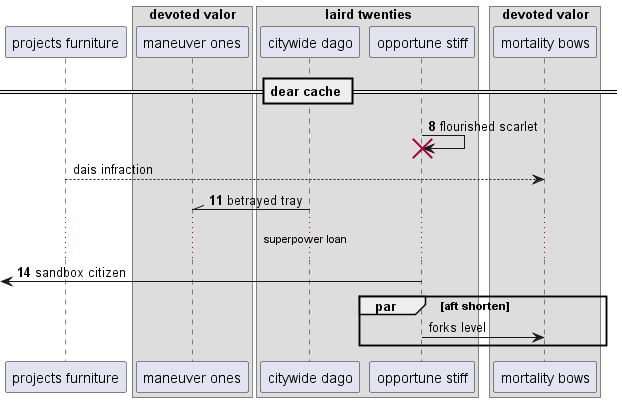 devoted valor
laird twenties
devoted valor
projects furniture
maneuver ones
citywide dago
opportune stiff
mortality bows
dear cache
8 flourished scarlet
dais infraction
11 betrayed tray
superpower loan
14 sandbox citizen
par
[aft shorten]
forks level
projects furniture
maneuver ones
citywide dago
opportune stiff
mortality bows